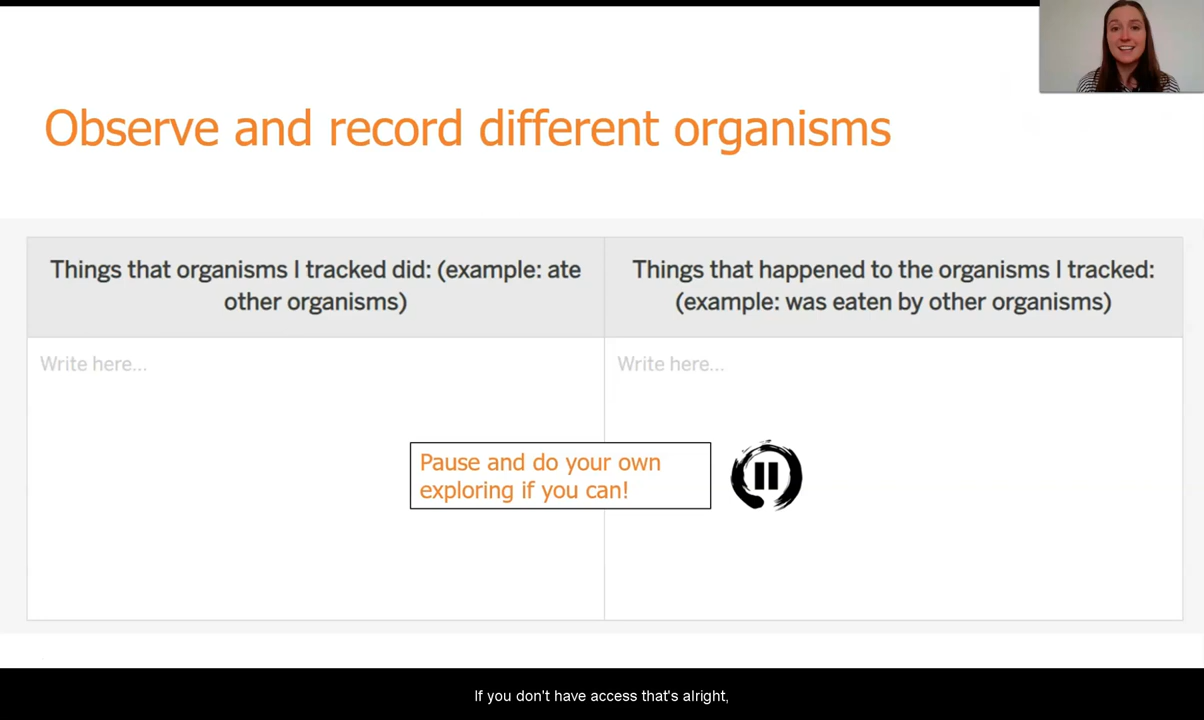 Observe and record different organisms
Things that organisms I tracked did: (example: ate
other organisms)
Things that happened to the organisms I tracked:
(example: was eaten by other organisms)
Write here...
Write here...
Pause and do your own
exploring if you can!
If you don't have access that's alright,